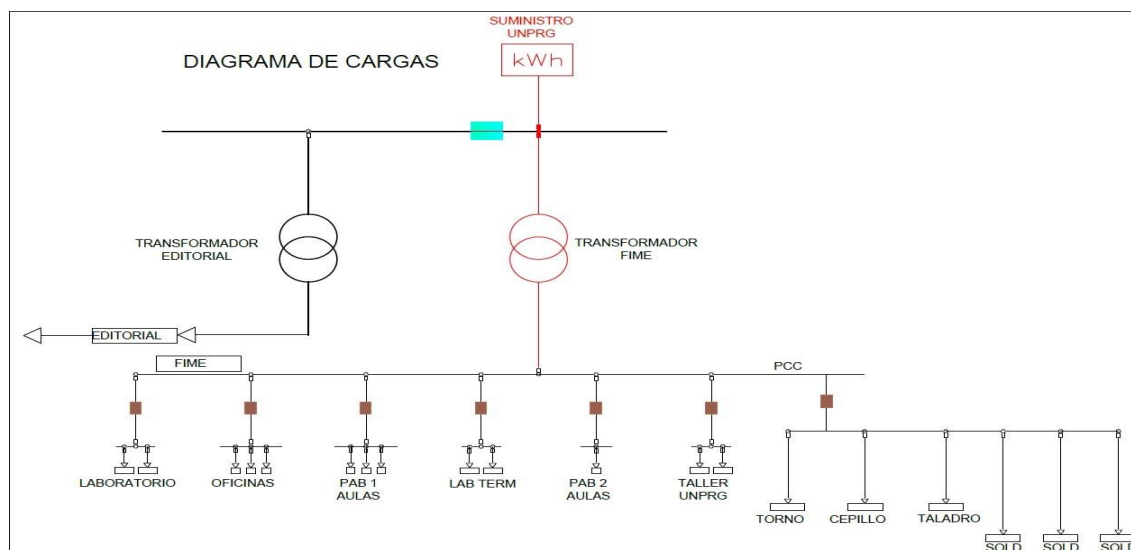 SUMINISTRO
UNPRG
kWh
DIAGRAMA DE CARGAS
TRANSFORMADOR
EDITORIAL
TRANSFORMADOR
FIME
EDITORIAL
FIME
PCC
LABORATORIO
OFICINAS
PAB 1
AULAS
LAB TERM
PAB 2
AULAS
TALLER
UNPRG
TORNO
CEPILLO
TALADRO
SOLD
SOLD
SOLD